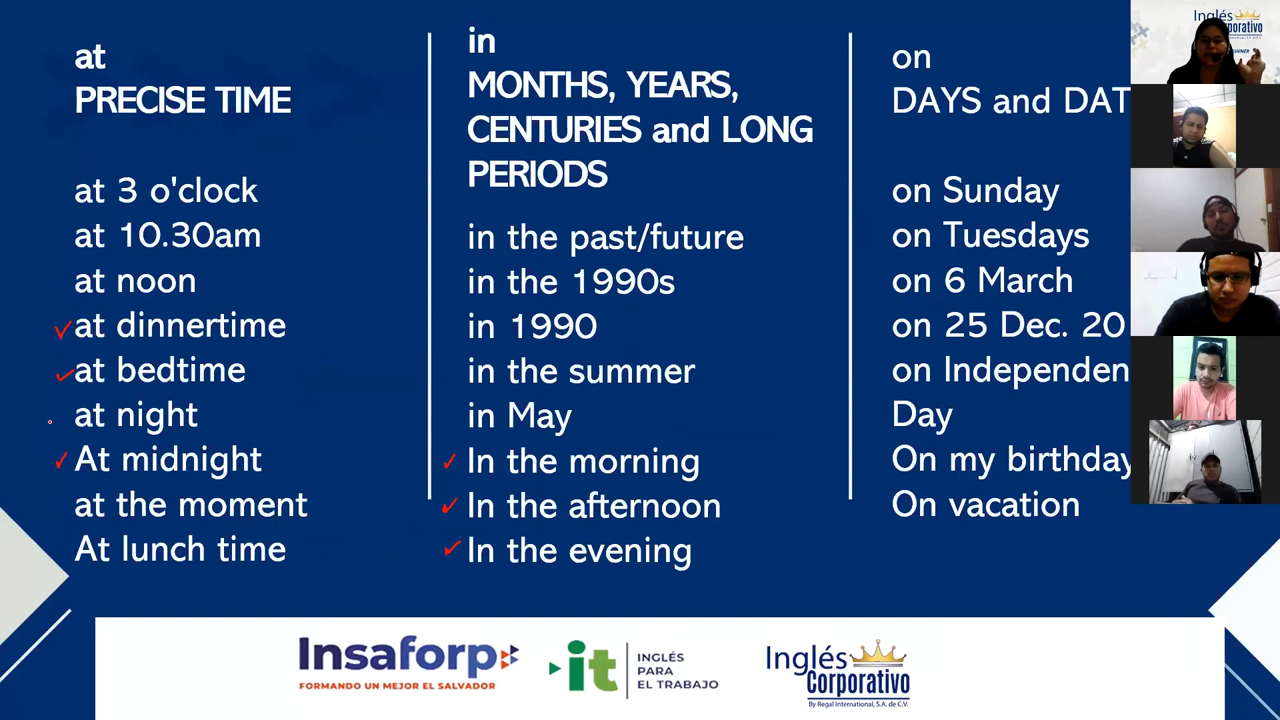 at
PRECISE TIME
at 3 o'clock
at 10.30am
at noon
at dinnertime
at bedtime
at night
At midnight
at the moment
At lunch time
in
MONTHS, YEARS,
CENTURIES and LONG
PERIODS
in the past/future
in the 1990s
in 1990
in the summer
in May
In the morning
In the afternoon
In the evening
on
DAYS and DAT
on Sunday
on Tuesdays
on 6 March
on 25 Dec. 20
on Independen
Day
On my birthday
On vacation
Insaforp
FORMANDO UN MEJOR EL SALVADOR
it
INGLÉS
PARA
EL TRABAJO
Inglés
Corporativo
By Regal International, S.A. de C.V.
Inglés